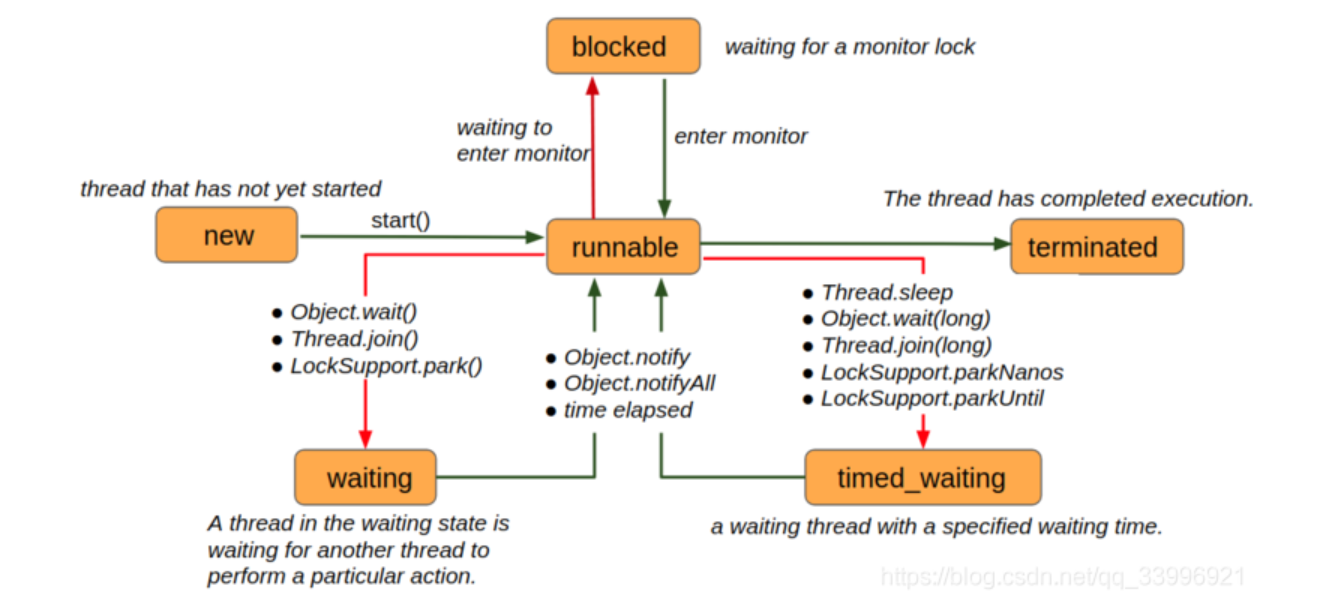 blocked
waiting for a monitor lock
waiting to
enter monitor
enter monitor
thread that has not yet started
new
start()
runnable
The thread has completed execution.
terminated
● Object.wait()
● Thread.join()
● LockSupport.park()
● Object.notify
● Object.notifyAll
● time elapsed
● Thread.sleep
● Object.wait(long)
● Thread.join(long)
● LockSupport.parkNanos
● LockSupport.parkUntil
waiting
A thread in the waiting state is
waiting for another thread to
perform a particular action.
timed_waiting
a waiting thread with a specified waiting time.
https://blog.csdn.net/qq_33996921